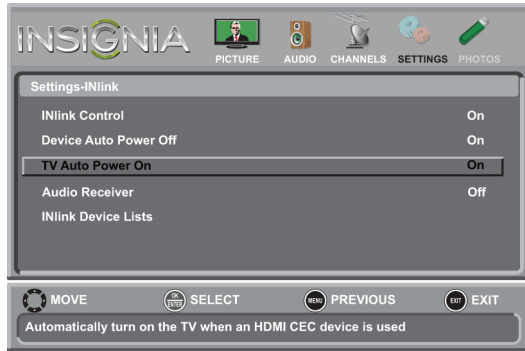 INSIGNIA
PICTURE AUDIO CHANNELS SETTINGS PHOTOS
Settings-INlink
INlink Control On
Device Auto Power Off On
TV Auto Power On On
Audio Receiver Off
INlink Device Lists
MOVE OK ENTER SELECT MENU PREVIOUS EXIT EXIT
Automatically turn on the TV when an HDMI CEC device is used